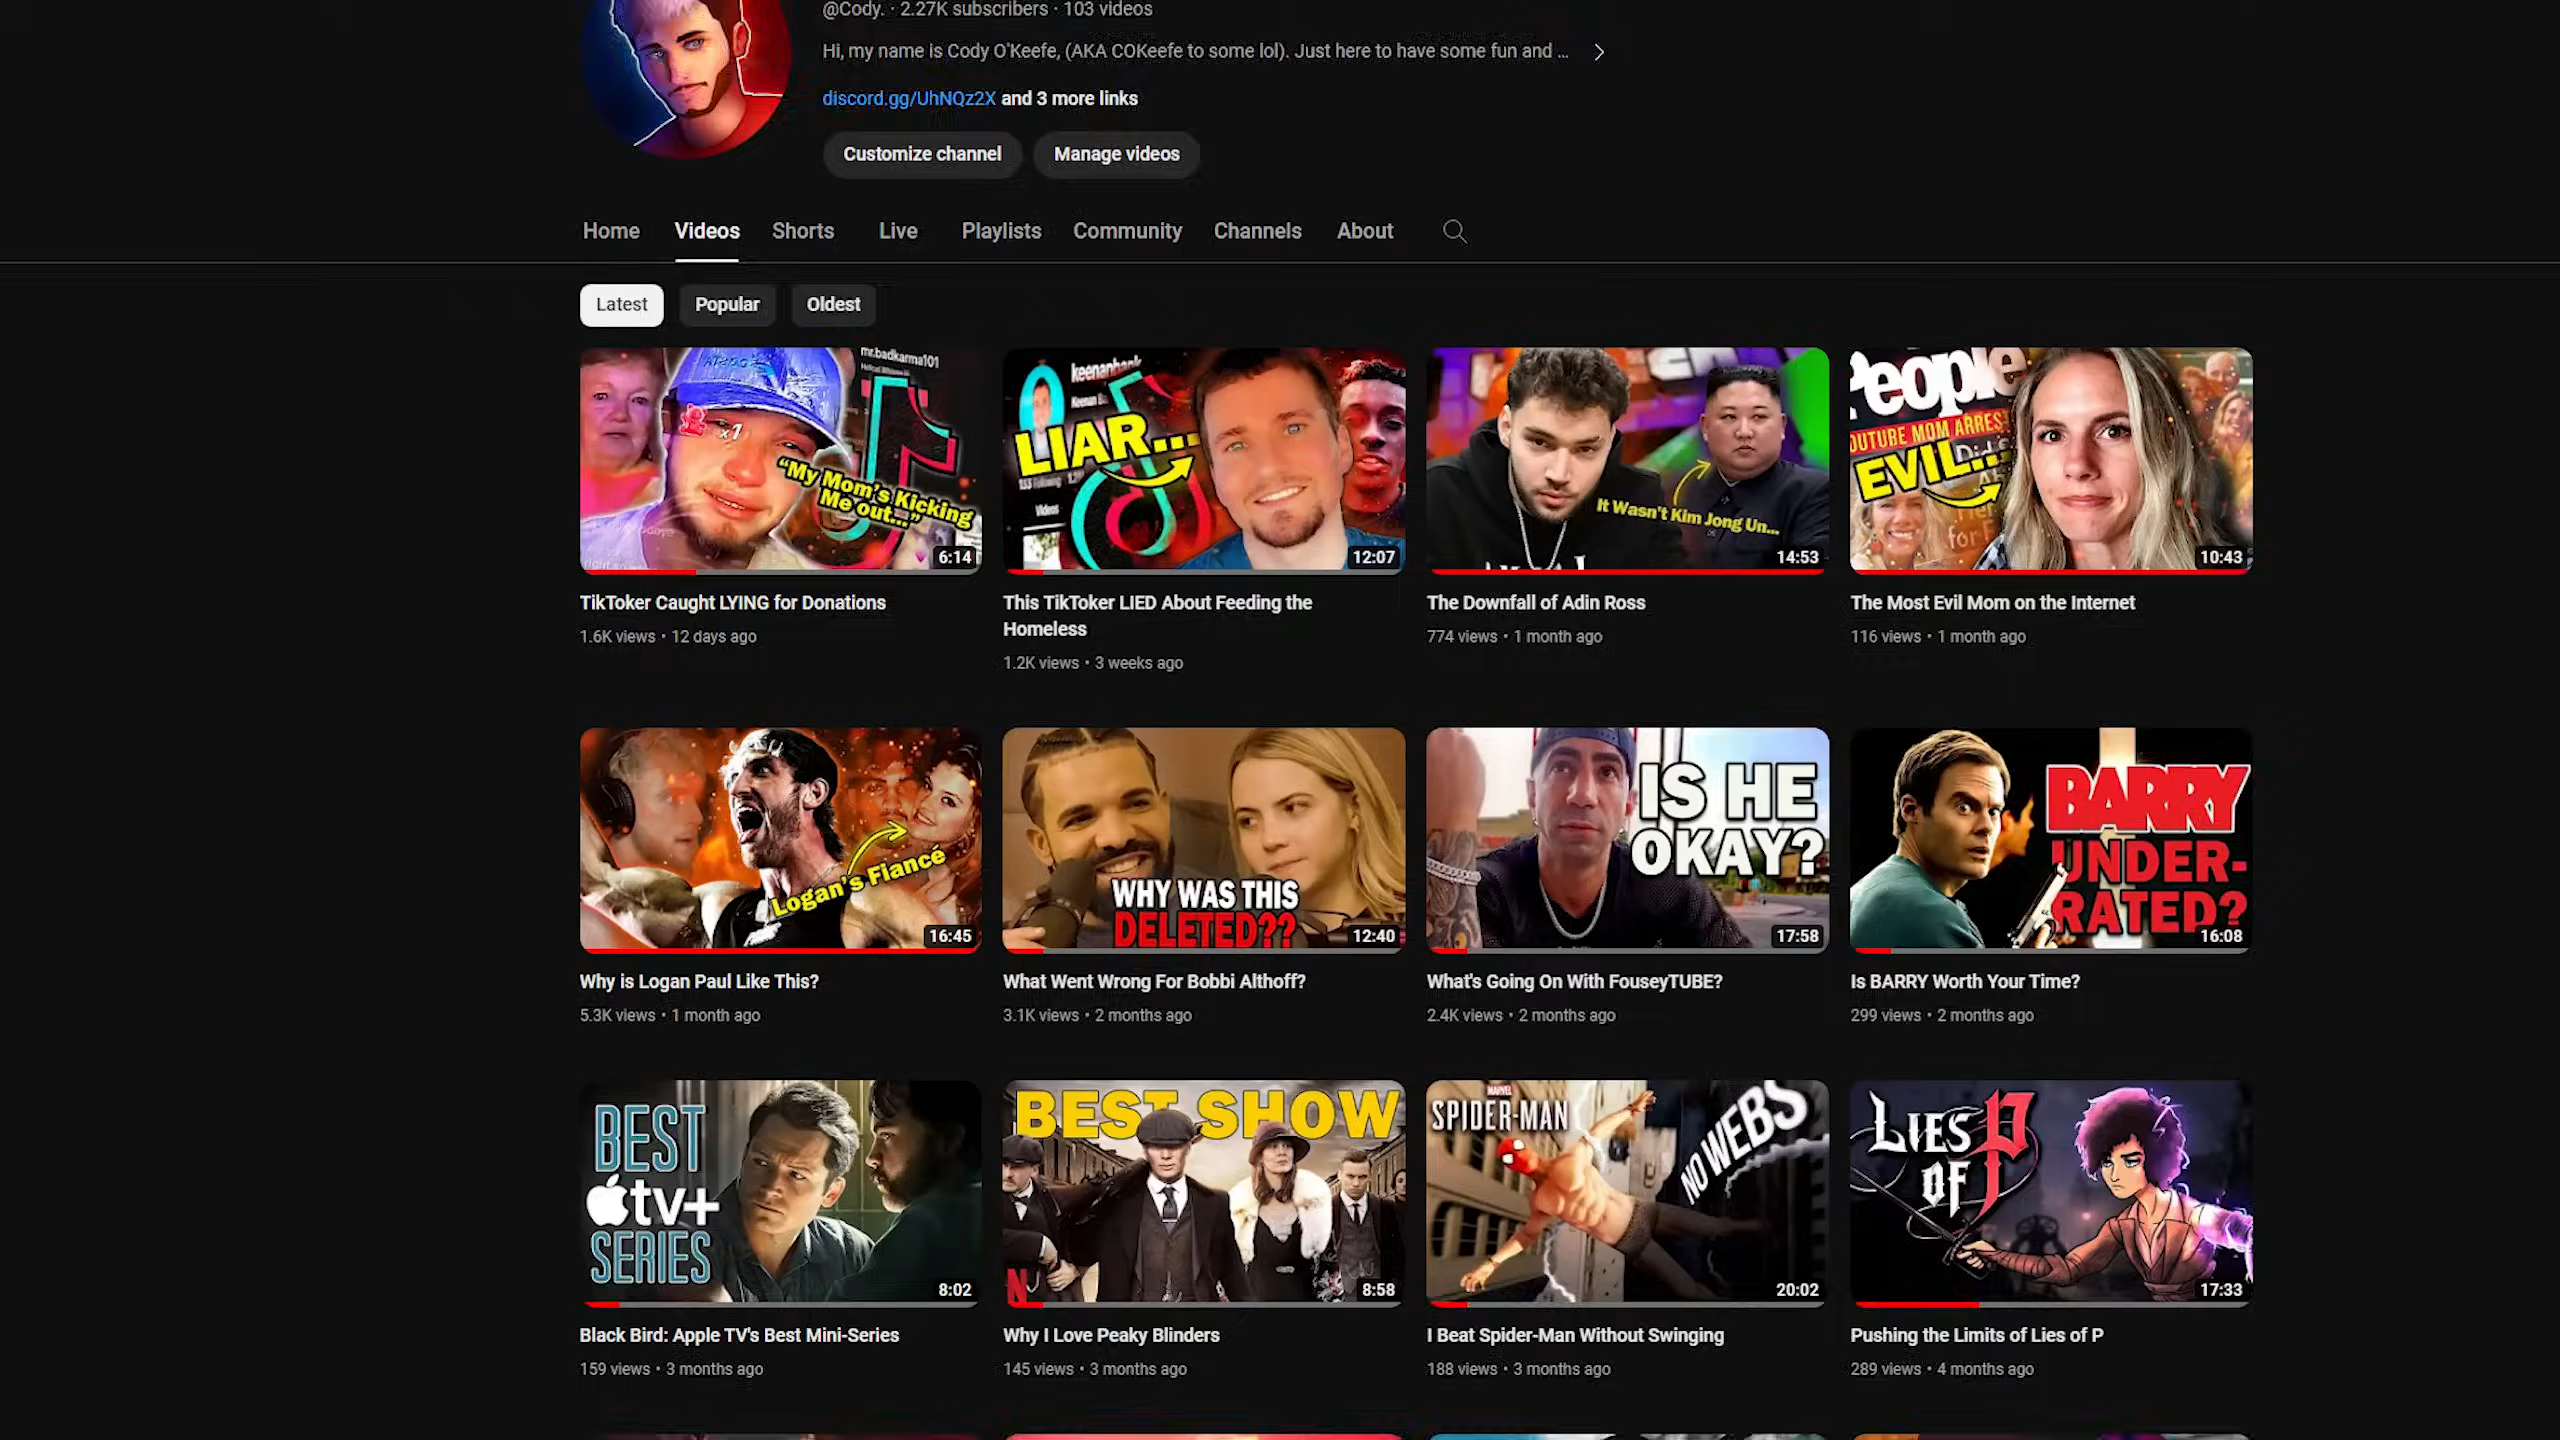 @Cody. · 2.27K subscribers · 103 videos
Hi, my name is Cody O'Keefe, (AKA COKeefe to some lol). Just here to have some fun and ...
discord.gg/UhNQz2X and 3 more links
Customize channel Manage videos
Home Videos Shorts Live Playlists Community Channels About
Latest Popular Oldest
mr.badkarma101
x1
"My Mom's Kicking
Me out..."
6:14
keenanbank
LIAR...
Videos
12:07
It Wasn't Kim Jong Un...
14:53
People
OUTUBE MOM ARRES
EVIL...
10:43
TikToker Caught LYING for Donations
1.6K views • 12 days ago
This TikToker LIED About Feeding the
Homeless
1.2K views • 3 weeks ago
The Downfall of Adin Ross
774 views • 1 month ago
The Most Evil Mom on the Internet
116 views • 1 month ago
Logan's Fiancé
16:45
WHY WAS THIS
DELETED??
12:40
IS HE
OKAY?
17:58
BARRY
UNDER-
RATED?
16:08
Why is Logan Paul Like This?
5.3K views • 1 month ago
What Went Wrong For Bobbi Althoff?
3.1K views • 2 months ago
What's Going On With FouseyTUBE?
2.4K views • 2 months ago
Is BARRY Worth Your Time?
299 views • 2 months ago
BEST
tv+
SERIES
8:02
BEST SHOW
N
8:58
MARVEL
SPIDER-MAN
NO WEBS
20:02
LIES
OF P
17:33
Black Bird: Apple TV's Best Mini-Series
159 views • 3 months ago
Why I Love Peaky Blinders
145 views • 3 months ago
I Beat Spider-Man Without Swinging
188 views • 3 months ago
Pushing the Limits of Lies of P
289 views • 4 months ago